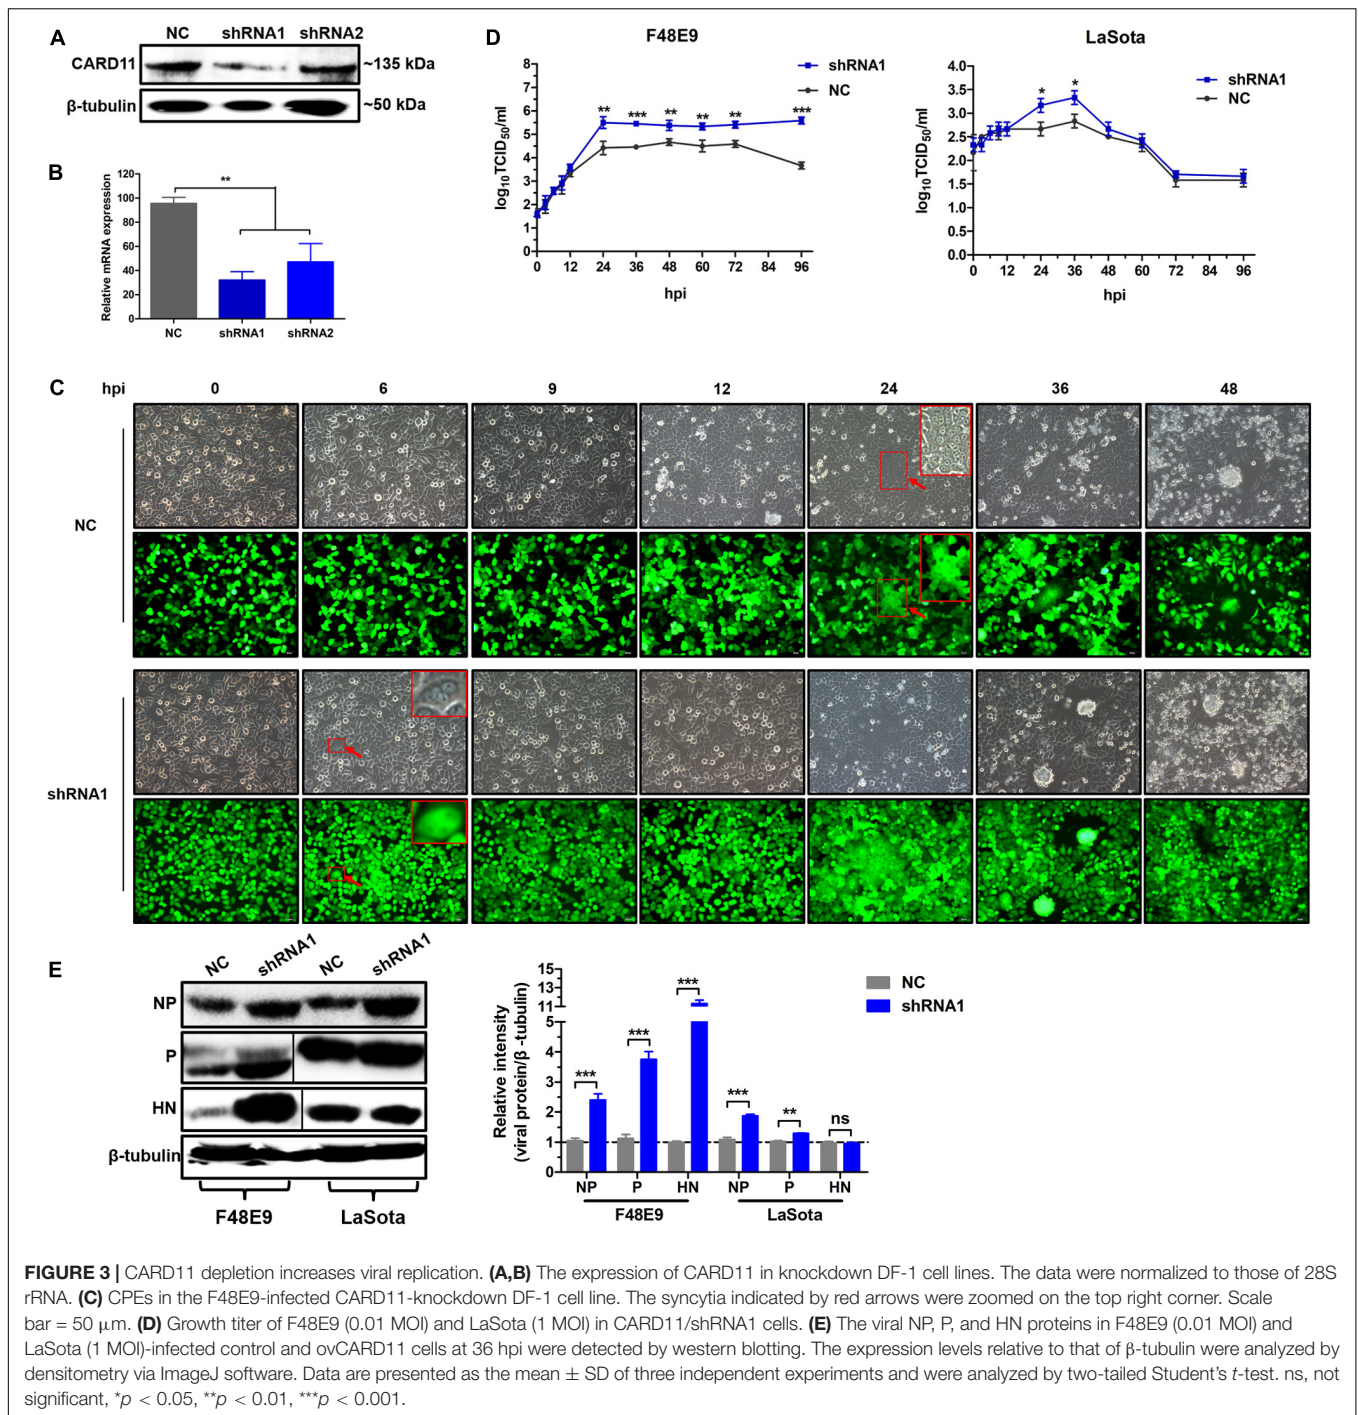 A
NC shRNA1 shRNA2
CARD11 ~135 kDa
β-tubulin ~50 kDa
B
Relative mRNA expression
120
100
80
60
40
20
0
**
NC shRNA1 shRNA2
D
F48E9
log10TCID50/ml
8
7
6
5
4
3
2
1
0
** *** ** ** ** ***
shRNA1
NC
0 12 24 36 48 60 72 84 96
hpi
LaSota
log10TCID50/ml
4.0
3.5
3.0
2.5
2.0
1.5
1.0
0.5
0.0
* *
shRNA1
NC
0 12 24 36 48 60 72 84 96
hpi
C
hpi 0 6 9 12 24 36 48
NC
shRNA1
E
NC shRNA1 NC shRNA1
NP
P
HN
β-tubulin
F48E9 LaSota
Relative intensity
(viral protein/β -tubulin)
15
13
11
5
4
3
2
1
0
*** *** *** *** ** ns
NC
shRNA1
NP P HN NP P HN
F48E9 LaSota
FIGURE 3 | CARD11 depletion increases viral replication. (A,B) The expression of CARD11 in knockdown DF-1 cell lines. The data were normalized to those of 28S
rRNA. (C) CPEs in the F48E9-infected CARD11-knockdown DF-1 cell line. The syncytia indicated by red arrows were zoomed on the top right corner. Scale
bar = 50 μm. (D) Growth titer of F48E9 (0.01 MOI) and LaSota (1 MOI) in CARD11/shRNA1 cells. (E) The viral NP, P, and HN proteins in F48E9 (0.01 MOI) and
LaSota (1 MOI)-infected control and ovCARD11 cells at 36 hpi were detected by western blotting. The expression levels relative to that of β-tubulin were analyzed by
densitometry via ImageJ software. Data are presented as the mean ± SD of three independent experiments and were analyzed by two-tailed Student's t-test. ns, not
significant, *p < 0.05, **p < 0.01, ***p < 0.001.